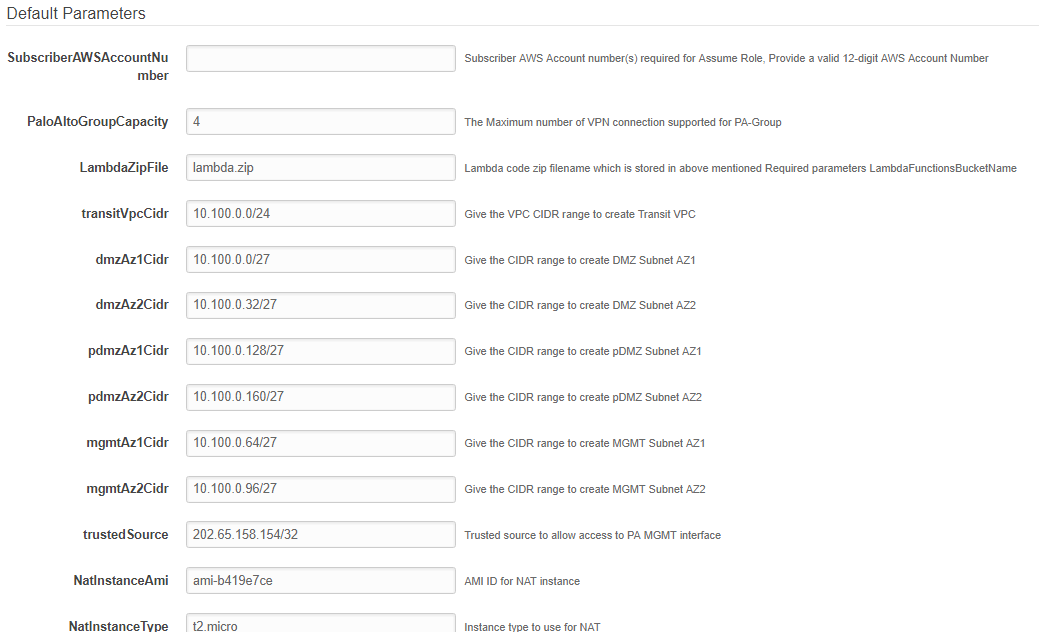 Default Parameters
SubscriberAWSAccountNu
mber
Subscriber AWS Account number(s) required for Assume Role, Provide a valid 12-digit AWS Account Number
PaloAltoGroupCapacity 4 The Maximum number of VPN connection supported for PA-Group
LambdaZipFile lambda.zip Lambda code zip filename which is stored in above mentioned Required parameters LambdaFunctionsBucketName
transitVpcCidr 10.100.0.0/24 Give the VPC CIDR range to create Transit VPC
dmzAz1Cidr 10.100.0.0/27 Give the CIDR range to create DMZ Subnet AZ1
dmzAz2Cidr 10.100.0.32/27 Give the CIDR range to create DMZ Subnet AZ2
pdmzAz1Cidr 10.100.0.128/27 Give the CIDR range to create pDMZ Subnet AZ1
pdmzAz2Cidr 10.100.0.160/27 Give the CIDR range to create pDMZ Subnet AZ2
mgmtAz1Cidr 10.100.0.64/27 Give the CIDR range to create MGMT Subnet AZ1
mgmtAz2Cidr 10.100.0.96/27 Give the CIDR range to create MGMT Subnet AZ2
trustedSource 202.65.158.154/32 Trusted source to allow access to PA MGMT interface
NatInstanceAmi ami-b419e7ce AMI ID for NAT instance
NatInstanceType t2.micro Instance type to use for NAT